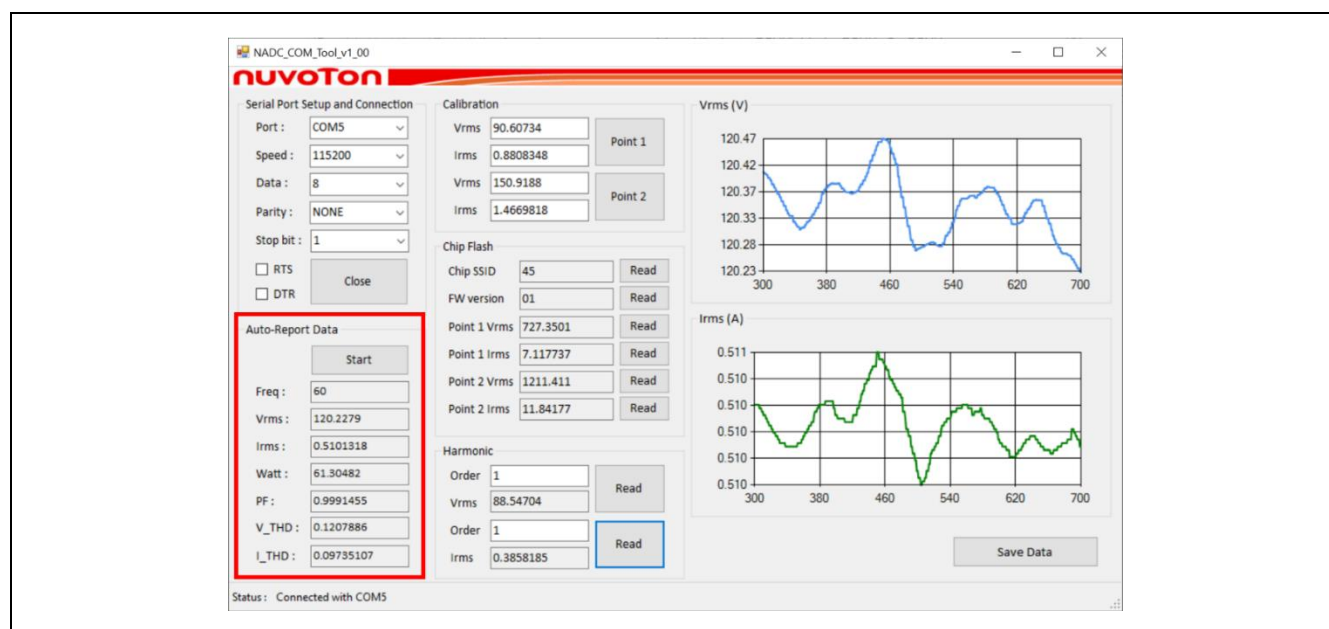 NADC_COM_Tool_v1_00
nuvoTon
Serial Port Setup and Connection
Port : COM5
Speed : 115200
Data : 8
Parity : NONE
Stop bit : 1
RTS
DTR
Close
Auto-Report Data
Start
Freq : 60
Vrms : 120.2279
Irms : 0.5101318
Watt : 61.30482
PF : 0.9991455
V_THD : 0.1207886
I_THD : 0.09735107
Calibration
Vrms 90.60734
Irms 0.8808348
Point 1
Vrms 150.9188
Irms 1.4669818
Point 2
Chip Flash
Chip SSID 45 Read
FW version 01 Read
Point 1 Vrms 727.3501 Read
Point 1 Irms 7.117737 Read
Point 2 Vrms 1211.411 Read
Point 2 Irms 11.84177 Read
Harmonic
Order 1
Vrms 88.54704
Read
Order 1
Irms 0.3858185
Read
Vrms (V)
120.47
120.42
120.37
120.33
120.28
120.23
300 380 460 540 620 700
Irms (A)
0.511
0.510
0.510
0.510
0.510
0.510
300 380 460 540 620 700
Save Data
Status : Connected with COM5